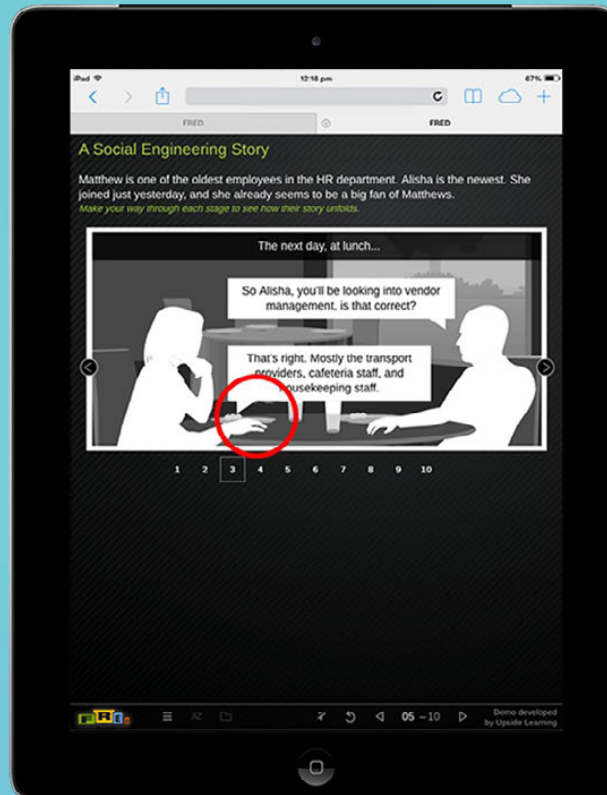 iPad
12:18 pm
67%
FRED
FRED
A Social Engineering Story
Matthew is one of the oldest employees in the HR department. Alisha is the newest. She
joined just yesterday, and she already seems to be a big fan of Matthews.
Make your way through each stage to see how their story unfolds.
The next day, at lunch...
So Alisha, you'll be looking into vendor
management, is that correct?
That's right. Mostly the transport
providers, cafeteria staff, and
housekeeping staff.
1 2 3 4 5 6 7 8 9 10
FRED
AZ
05 – 10
Demo developed
by Upside Learning